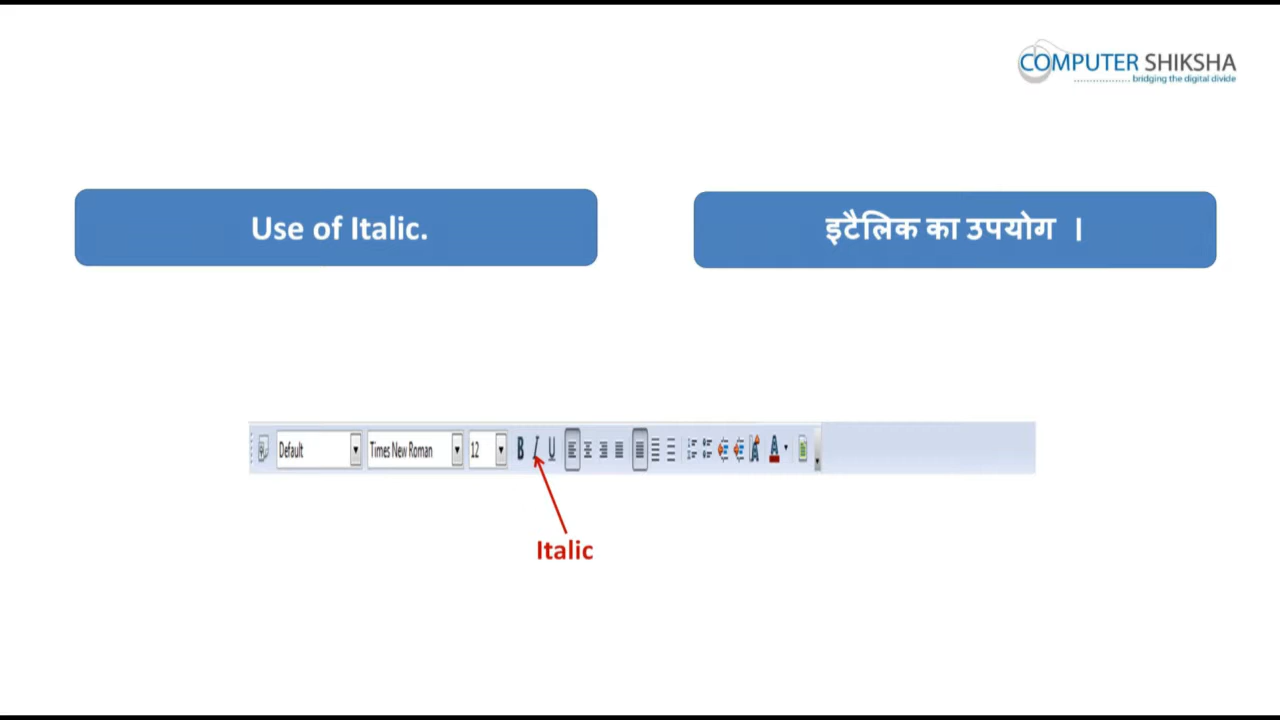 COMPUTER SHIKSHA
bridging the digital divide
Use of Italic.
इटैलिक का उपयोग ।
Default Times New Roman 12 B I U
Italic